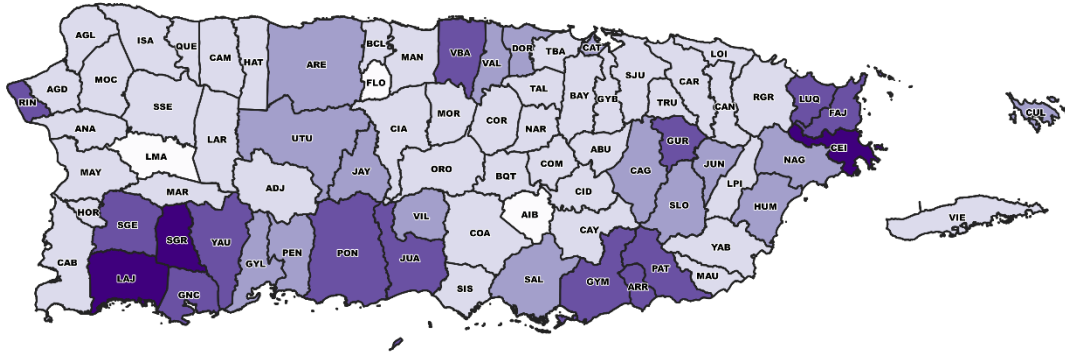 AGL
ISA
QUE
CAM
HAT
ARE
BCL
FLO
MAN
VBA
VAL
DOR
TBA
CAT
LOI
RIN
AGD
MOC
SSE
LAR
UTU
CIA
MOR
COR
TAL
NAR
BAY
GYB
SJU
TRU
CAR
CAN
RGR
LUQ
FAJ
CUL
ANA
LMA
MAY
MAR
ADJ
JAY
ORO
BQT
COM
ABU
CID
CAG
GUR
JUN
LPI
NAG
CEI
HUM
VIE
HOR
SGE
SGR
YAU
GYL
PEN
PON
JUA
VIL
COA
AIB
CAY
SLO
YAB
CAB
LAJ
GNC
SIS
SAL
GYM
ARR
PAT
MAU